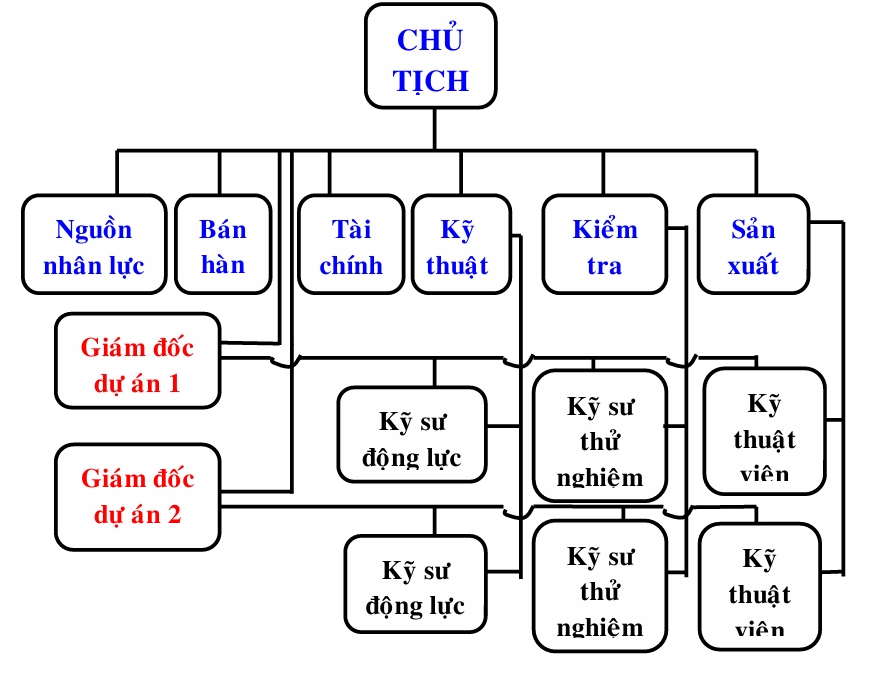 CHỦ
TỊCH
Nguồn
nhân lực
Bán
hàn
Tài
chính
Kỹ
thuật
Kiểm
tra
Sản
xuất
Giám đốc
dự án 1
Kỹ sư
động lực
Kỹ sư
thử
nghiệm
Kỹ
thuật
viên
Giám đốc
dự án 2
Kỹ sư
động lực
Kỹ sư
thử
nghiệm
Kỹ
thuật
viên